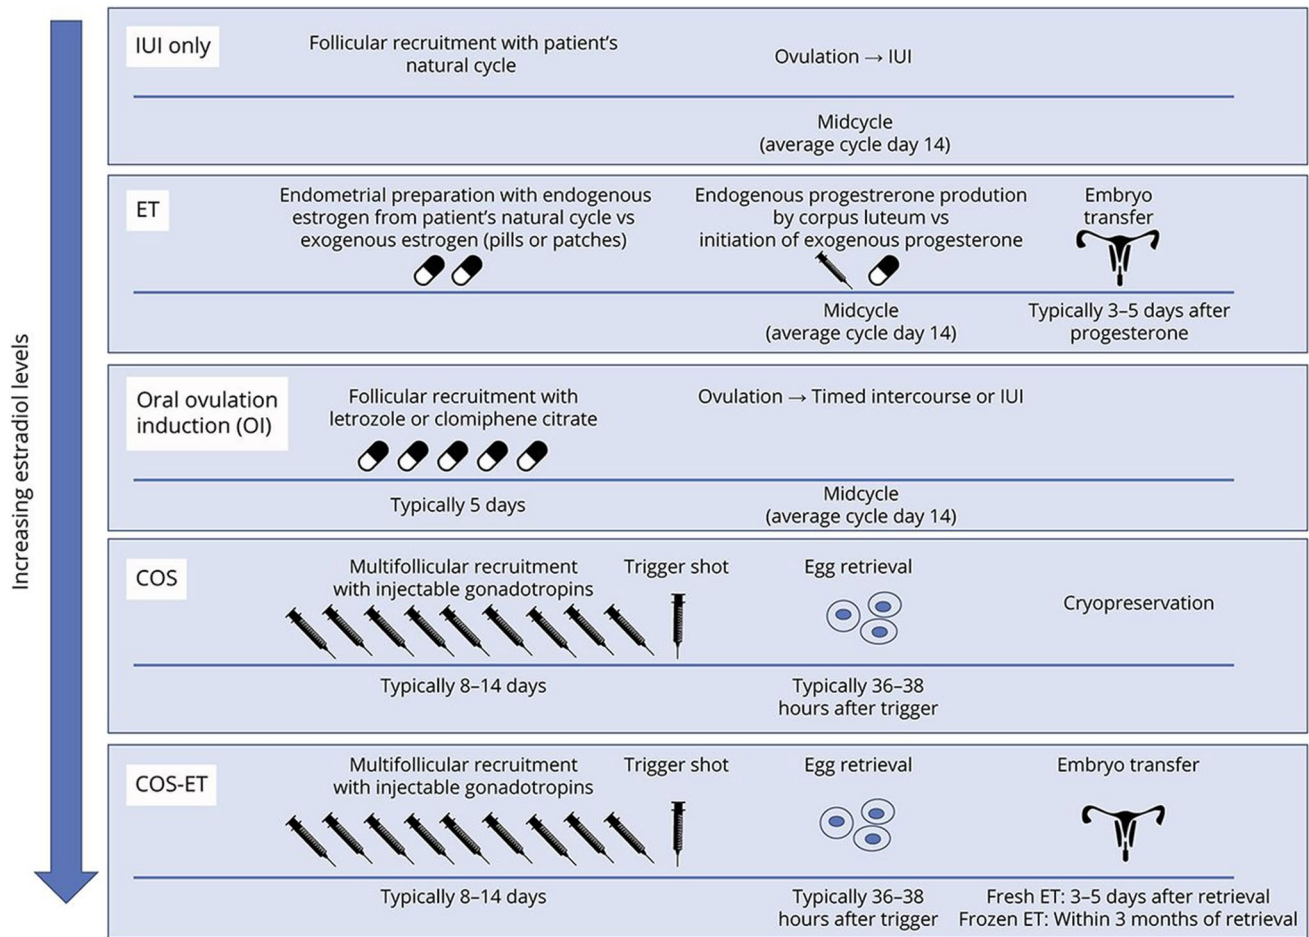 Increasing estradiol levels
IUI only
Follicular recruitment with patient's
natural cycle
Ovulation → IUI
Midcycle
(average cycle day 14)
ET
Endometrial preparation with endogenous
estrogen from patient's natural cycle vs
exogenous estrogen (pills or patches)
Endogenous progestrerone prodution
by corpus luteum vs
initiation of exogenous progesterone
Embryo
transfer
Midcycle
(average cycle day 14)
Typically 3–5 days after
progesterone
Oral ovulation
induction (OI)
Follicular recruitment with
letrozole or clomiphene citrate
Ovulation → Timed intercourse or IUI
Typically 5 days
Midcycle
(average cycle day 14)
COS
Multifollicular recruitment
with injectable gonadotropins
Trigger shot
Egg retrieval
Cryopreservation
Typically 8–14 days
Typically 36–38
hours after trigger
COS-ET
Multifollicular recruitment
with injectable gonadotropins
Trigger shot
Egg retrieval
Embryo transfer
Typically 8–14 days
Typically 36–38
hours after trigger
Fresh ET: 3–5 days after retrieval
Frozen ET: Within 3 months of retrieval